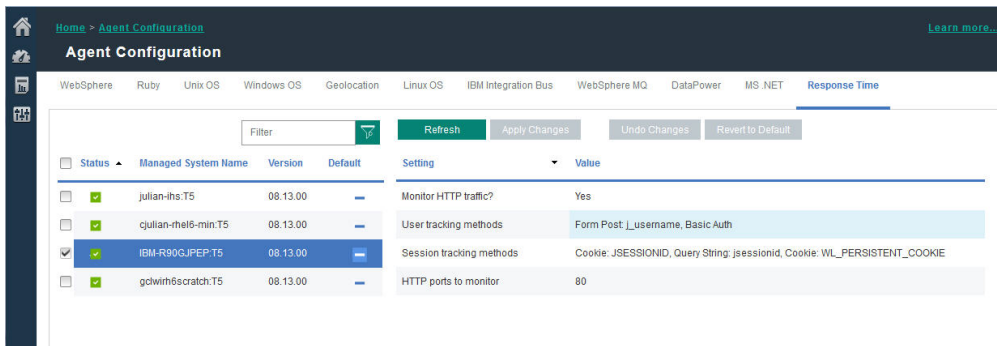 Home > Agent Configuration
Learn more...
Agent Configuration
WebSphere Ruby Unix OS Windows OS Geolocation Linux OS IBM Integration Bus WebSphere MQ DataPower MS .NET Response Time
Filter Refresh Apply Changes Undo Changes Revert to Default
Status Managed System Name Version Default Setting Value
julian-ihs:T5 08.13.00 Monitor HTTP traffic? Yes
cjulian-rhel6-min:T5 08.13.00 User tracking methods Form Post: j_username, Basic Auth
IBM-R90GJPEP:T5 08.13.00 Session tracking methods Cookie: JSESSIONID, Query String: jsessionid, Cookie: WL_PERSISTENT_COOKIE
gclwirh6scratch:T5 08.13.00 HTTP ports to monitor 80